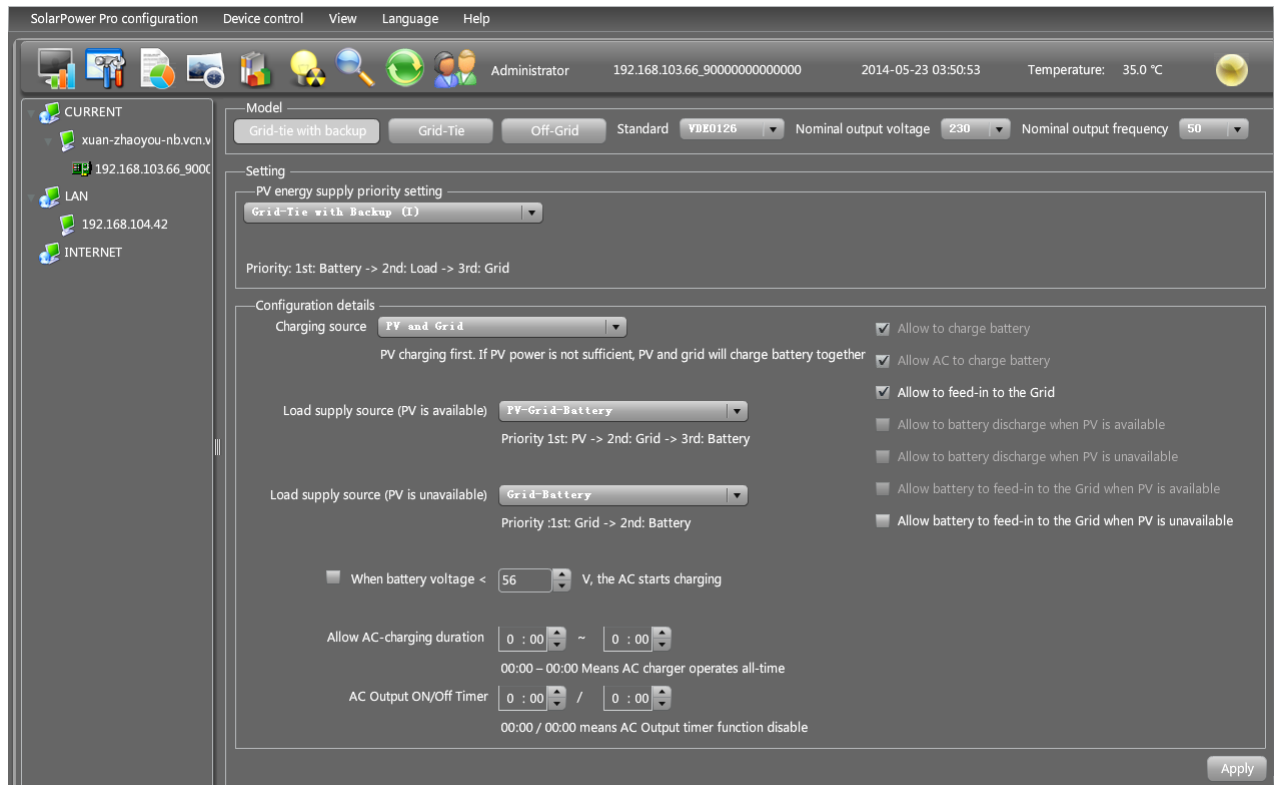 SolarPower Pro configuration Device control View Language Help
Administrator 192.168.103.66_90000000000000 2014-05-23 03:50:53 Temperature: 35.0 ℃
CURRENT
xuan-zhaoyou-nb.vcn.v
192.168.103.66_9000
LAN
192.168.104.42
INTERNET
Model
Grid-tie with backup Grid-Tie Off-Grid Standard VDE0126 Nominal output voltage 230 Nominal output frequency 50
Setting
PV energy supply priority setting
Grid-Tie with Backup (I)
Priority: 1st: Battery -> 2nd: Load -> 3rd: Grid
Configuration details
Charging source PV and Grid
PV charging first. If PV power is not sufficient, PV and grid will charge battery together
Load supply source (PV is available) PV-Grid-Battery
Priority 1st: PV -> 2nd: Grid -> 3rd: Battery
Load supply source (PV is unavailable) Grid-Battery
Priority :1st: Grid -> 2nd: Battery
When battery voltage < 56 V, the AC starts charging
Allow AC-charging duration 0 : 00 ~ 0 : 00
00:00 – 00:00 Means AC charger operates all-time
AC Output ON/Off Timer 0 : 00 / 0 : 00
00:00 / 00:00 means AC Output timer function disable
Allow to charge battery
Allow AC to charge battery
Allow to feed-in to the Grid
Allow to battery discharge when PV is available
Allow to battery discharge when PV is unavailable
Allow battery to feed-in to the Grid when PV is available
Allow battery to feed-in to the Grid when PV is unavailable
Apply